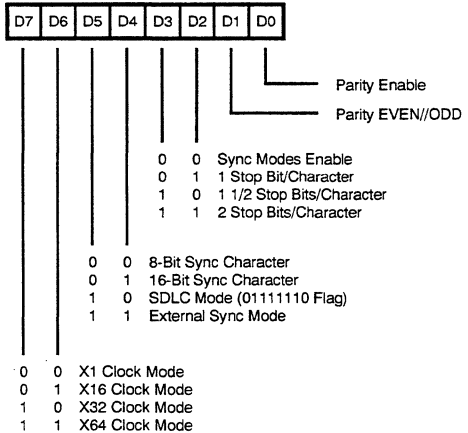 D7 D6 D5 D4 D3 D2 D1 D0
Parity Enable
Parity EVEN//ODD
0 0 Sync Modes Enable
0 1 1 Stop Bit/Character
1 0 1 1/2 Stop Bits/Character
1 1 2 Stop Bits/Character
0 0 8-Bit Sync Character
0 1 16-Bit Sync Character
1 0 SDLC Mode (01111110 Flag)
1 1 External Sync Mode
0 0 X1 Clock Mode
0 1 X16 Clock Mode
1 0 X32 Clock Mode
1 1 X64 Clock Mode